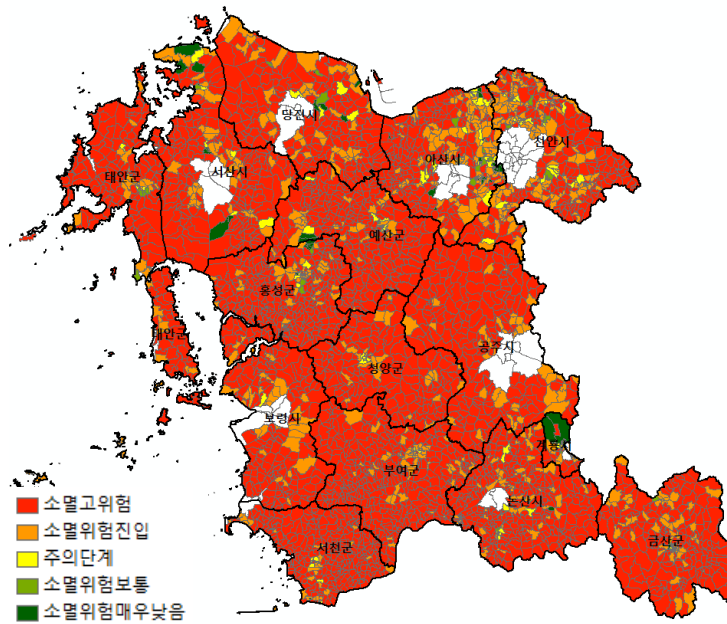 당진시
천안시
아산시
서산시
태안군
예산군
홍성군
태안군
공주시
청양군
보령시
계룡시
부여군
논산시
금산군
서천군
소멸고위험
소멸위험진입
주의단계
소멸위험보통
소멸위험매우낮음